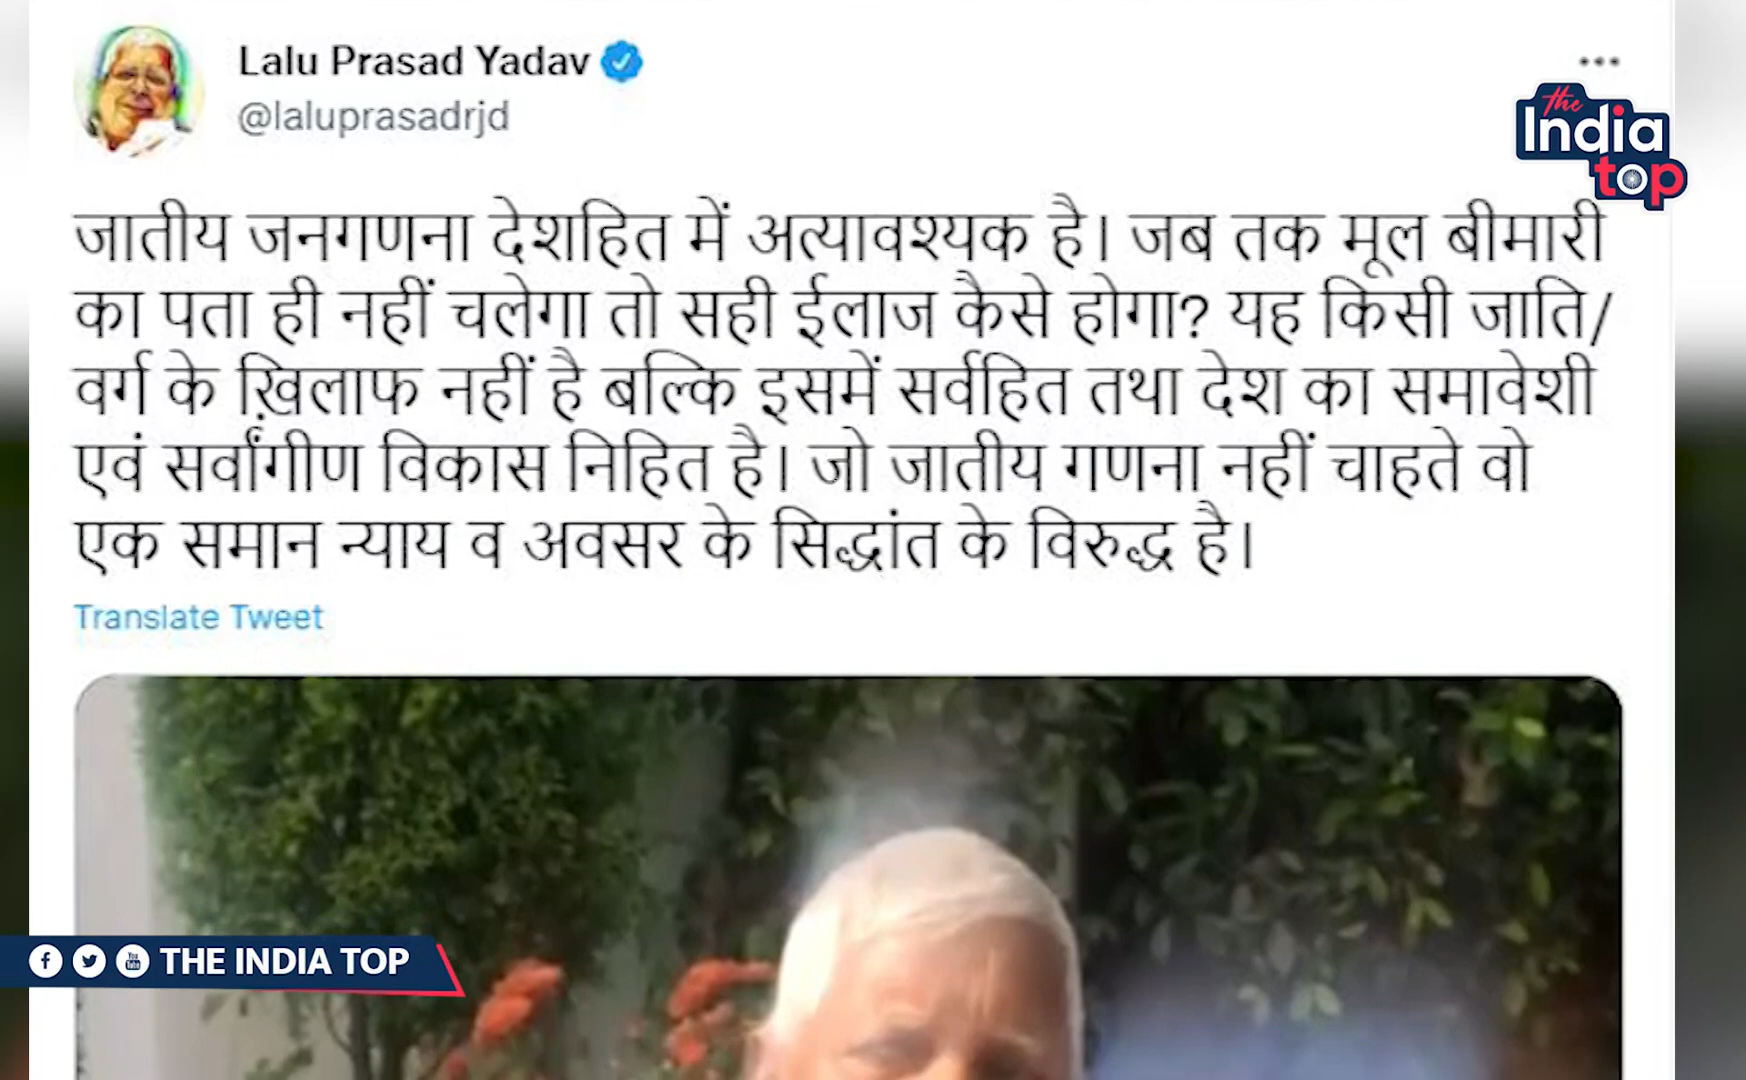 Lalu Prasad Yadav
@laluprasadrjd
the
India
top
जातीय जनगणना देशहित में अत्यावश्यक है। जब तक मूल बीमारी
का पता ही नहीं चलेगा तो सही ईलाज कैसे होगा? यह किसी जाति/
वर्ग के ख़िलाफ नहीं है बल्कि इसमें सर्वहित तथा देश का समावेशी
एवं सर्वांगीण विकास निहित है। जो जातीय गणना नहीं चाहते वो
एक समान न्याय व अवसर के सिद्धांत के विरुद्ध है।
Translate Tweet
THE INDIA TOP